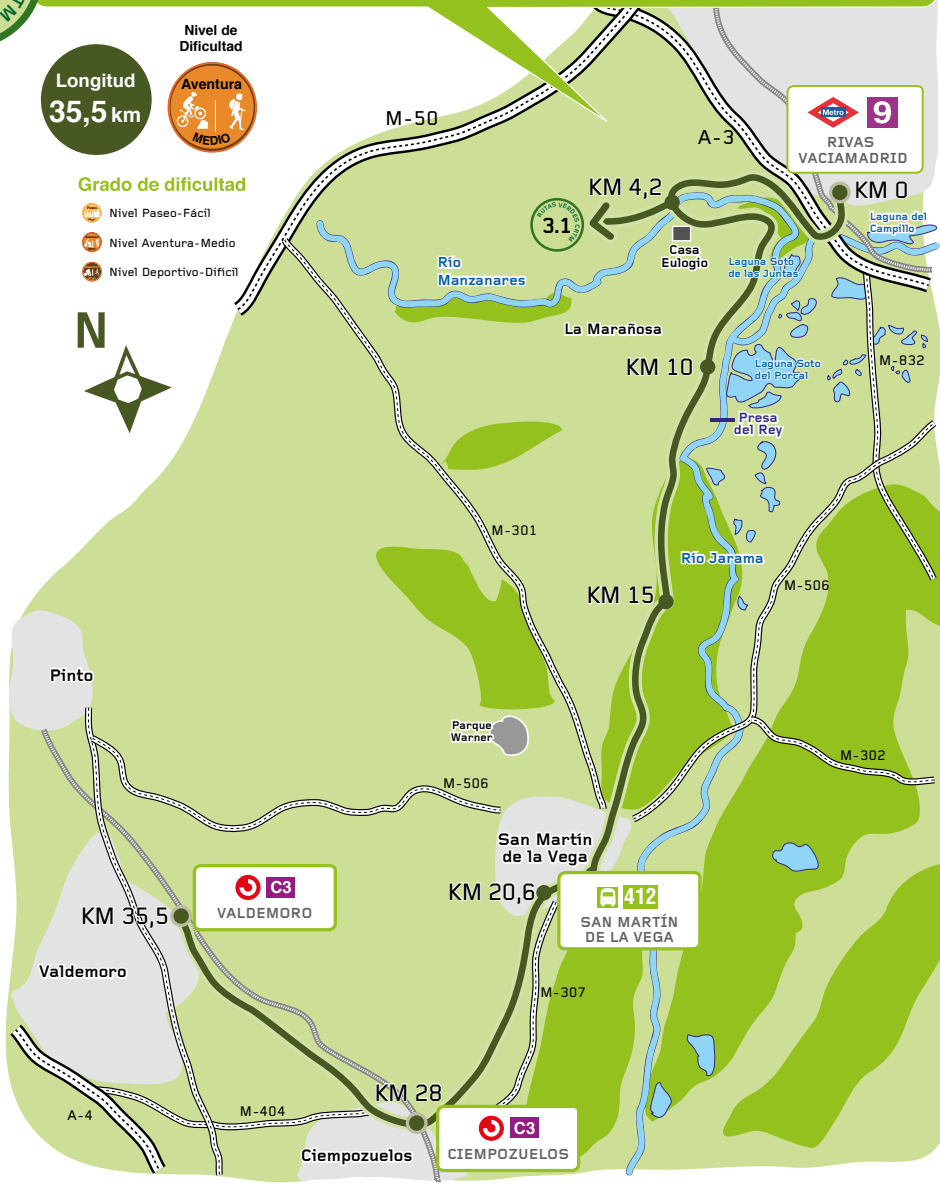 TM
Nivel de
Dificultad
Longitud
35,5 km
Aventura
MEDIO
Grado de dificultad
Nivel Paseo-Fácil
Nivel Aventura-Medio
Nivel Deportivo-Difícil
N
M-50
A-3
Metro 9
RIVAS
VACIAMADRID
KM 0
KM 4,2
RUTAS VERDES CRTM
3.1
Casa
Eulogio
Laguna del
Campillo
Río
Manzanares
Laguna Soto
de las Juntas
La Marañosa
KM 10
Laguna Soto
del Porcal
M-832
Presa
del Rey
M-301
Río Jarama
M-506
KM 15
Pinto
Parque
Warner
M-302
M-506
San Martín
de la Vega
KM 20,6
412
SAN MARTÍN
DE LA VEGA
C3
VALDEMORO
KM 35,5
Valdemoro
M-307
KM 28
A-4
M-404
C3
CIEMPOZUELOS
Ciempozuelos